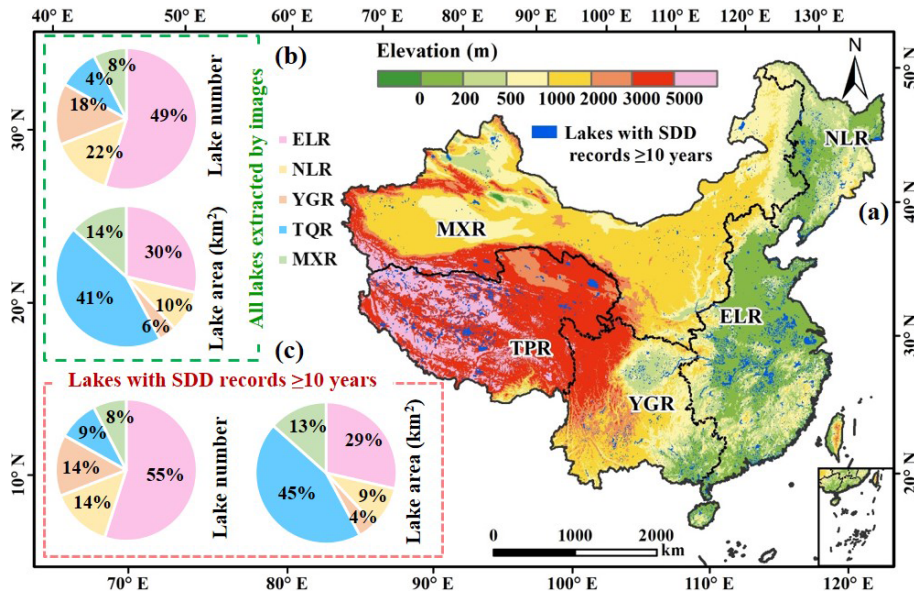 40° E 50° E 60° E 70° E 80° E 90° E 100° E 110° E 120° E 130° E 140° E
(b)
4%
8%
18%
49%
22%
Lake number
14%
30%
41%
10%
6%
Lake area (km²)
All lakes extracted by images
ELR
NLR
YGR
TQR
MXR
Elevation (m)
0 200 500 1000 2000 3000 5000
Lakes with SDD
records ≥10 years
N
NLR
(a)
MXR
ELR
TPR
YGR
(c)
Lakes with SDD records ≥10 years
9%
8%
14%
55%
14%
Lake number
13%
29%
45%
9%
4%
Lake area (km²)
0 1000 2000
km
30° N
20° N
10° N
50° N
40° N
30° N
20° N
70° E 80° E 90° E 100° E 110° E 120° E